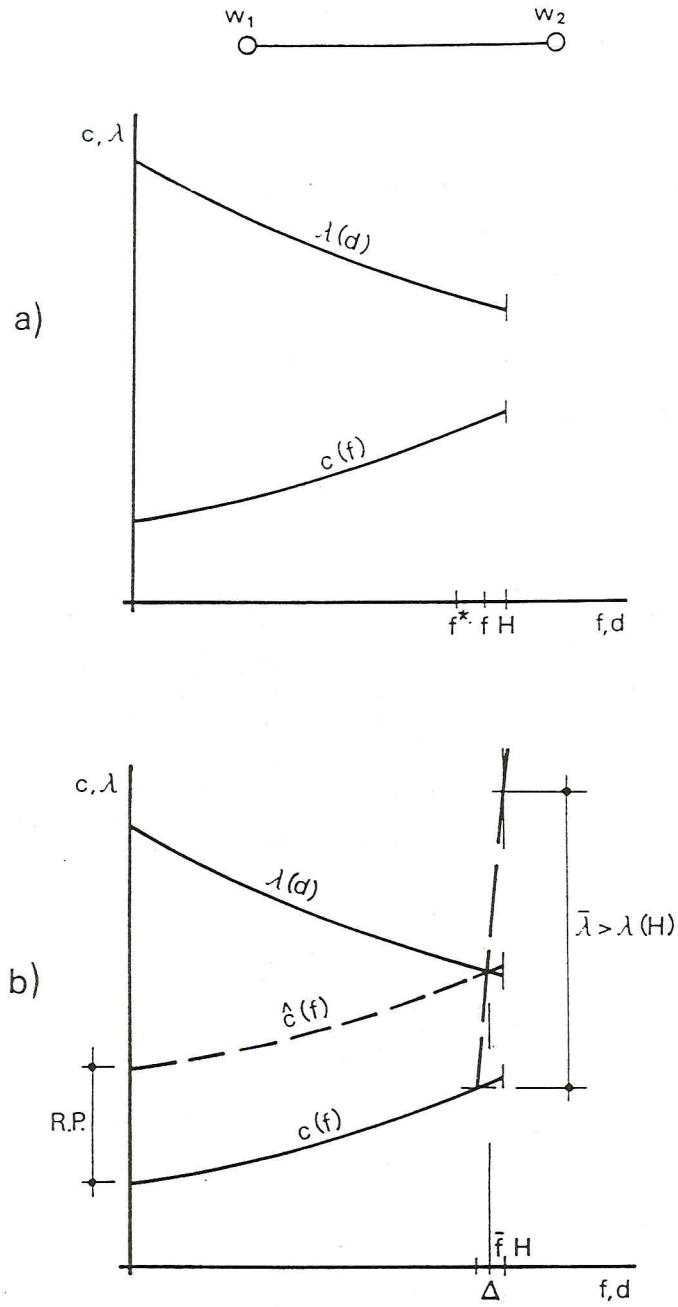 w₁ w₂
c, λ
λ(d)
a)
c(f)
f* f H f,d
c, λ
λ(d)
λ̄ > λ(H)
b)
ĉ(f)
R.P.
c(f)
f̄, H
Δ f,d